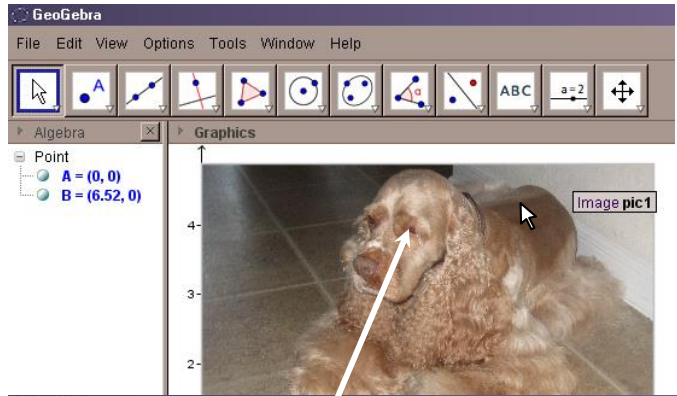 GeoGebra
File Edit View Options Tools Window Help
A α ABC a=2
Algebra Graphics
Point
A = (0, 0)
B = (6.52, 0)
Image pic1
4
3
2